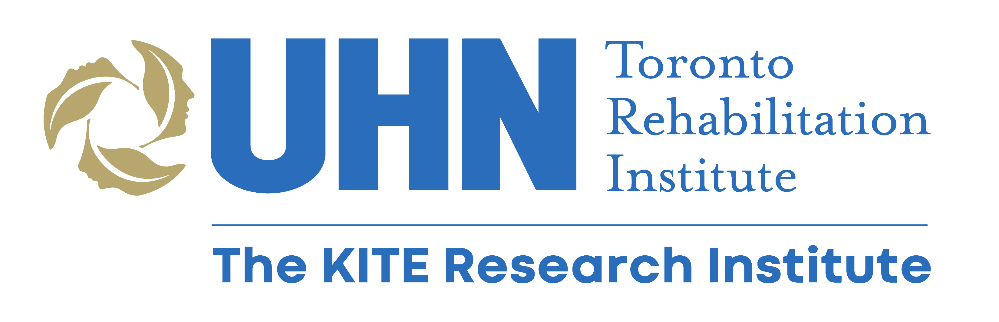 UHN
Toronto
Rehabilitation
Institute
The KITE Research Institute